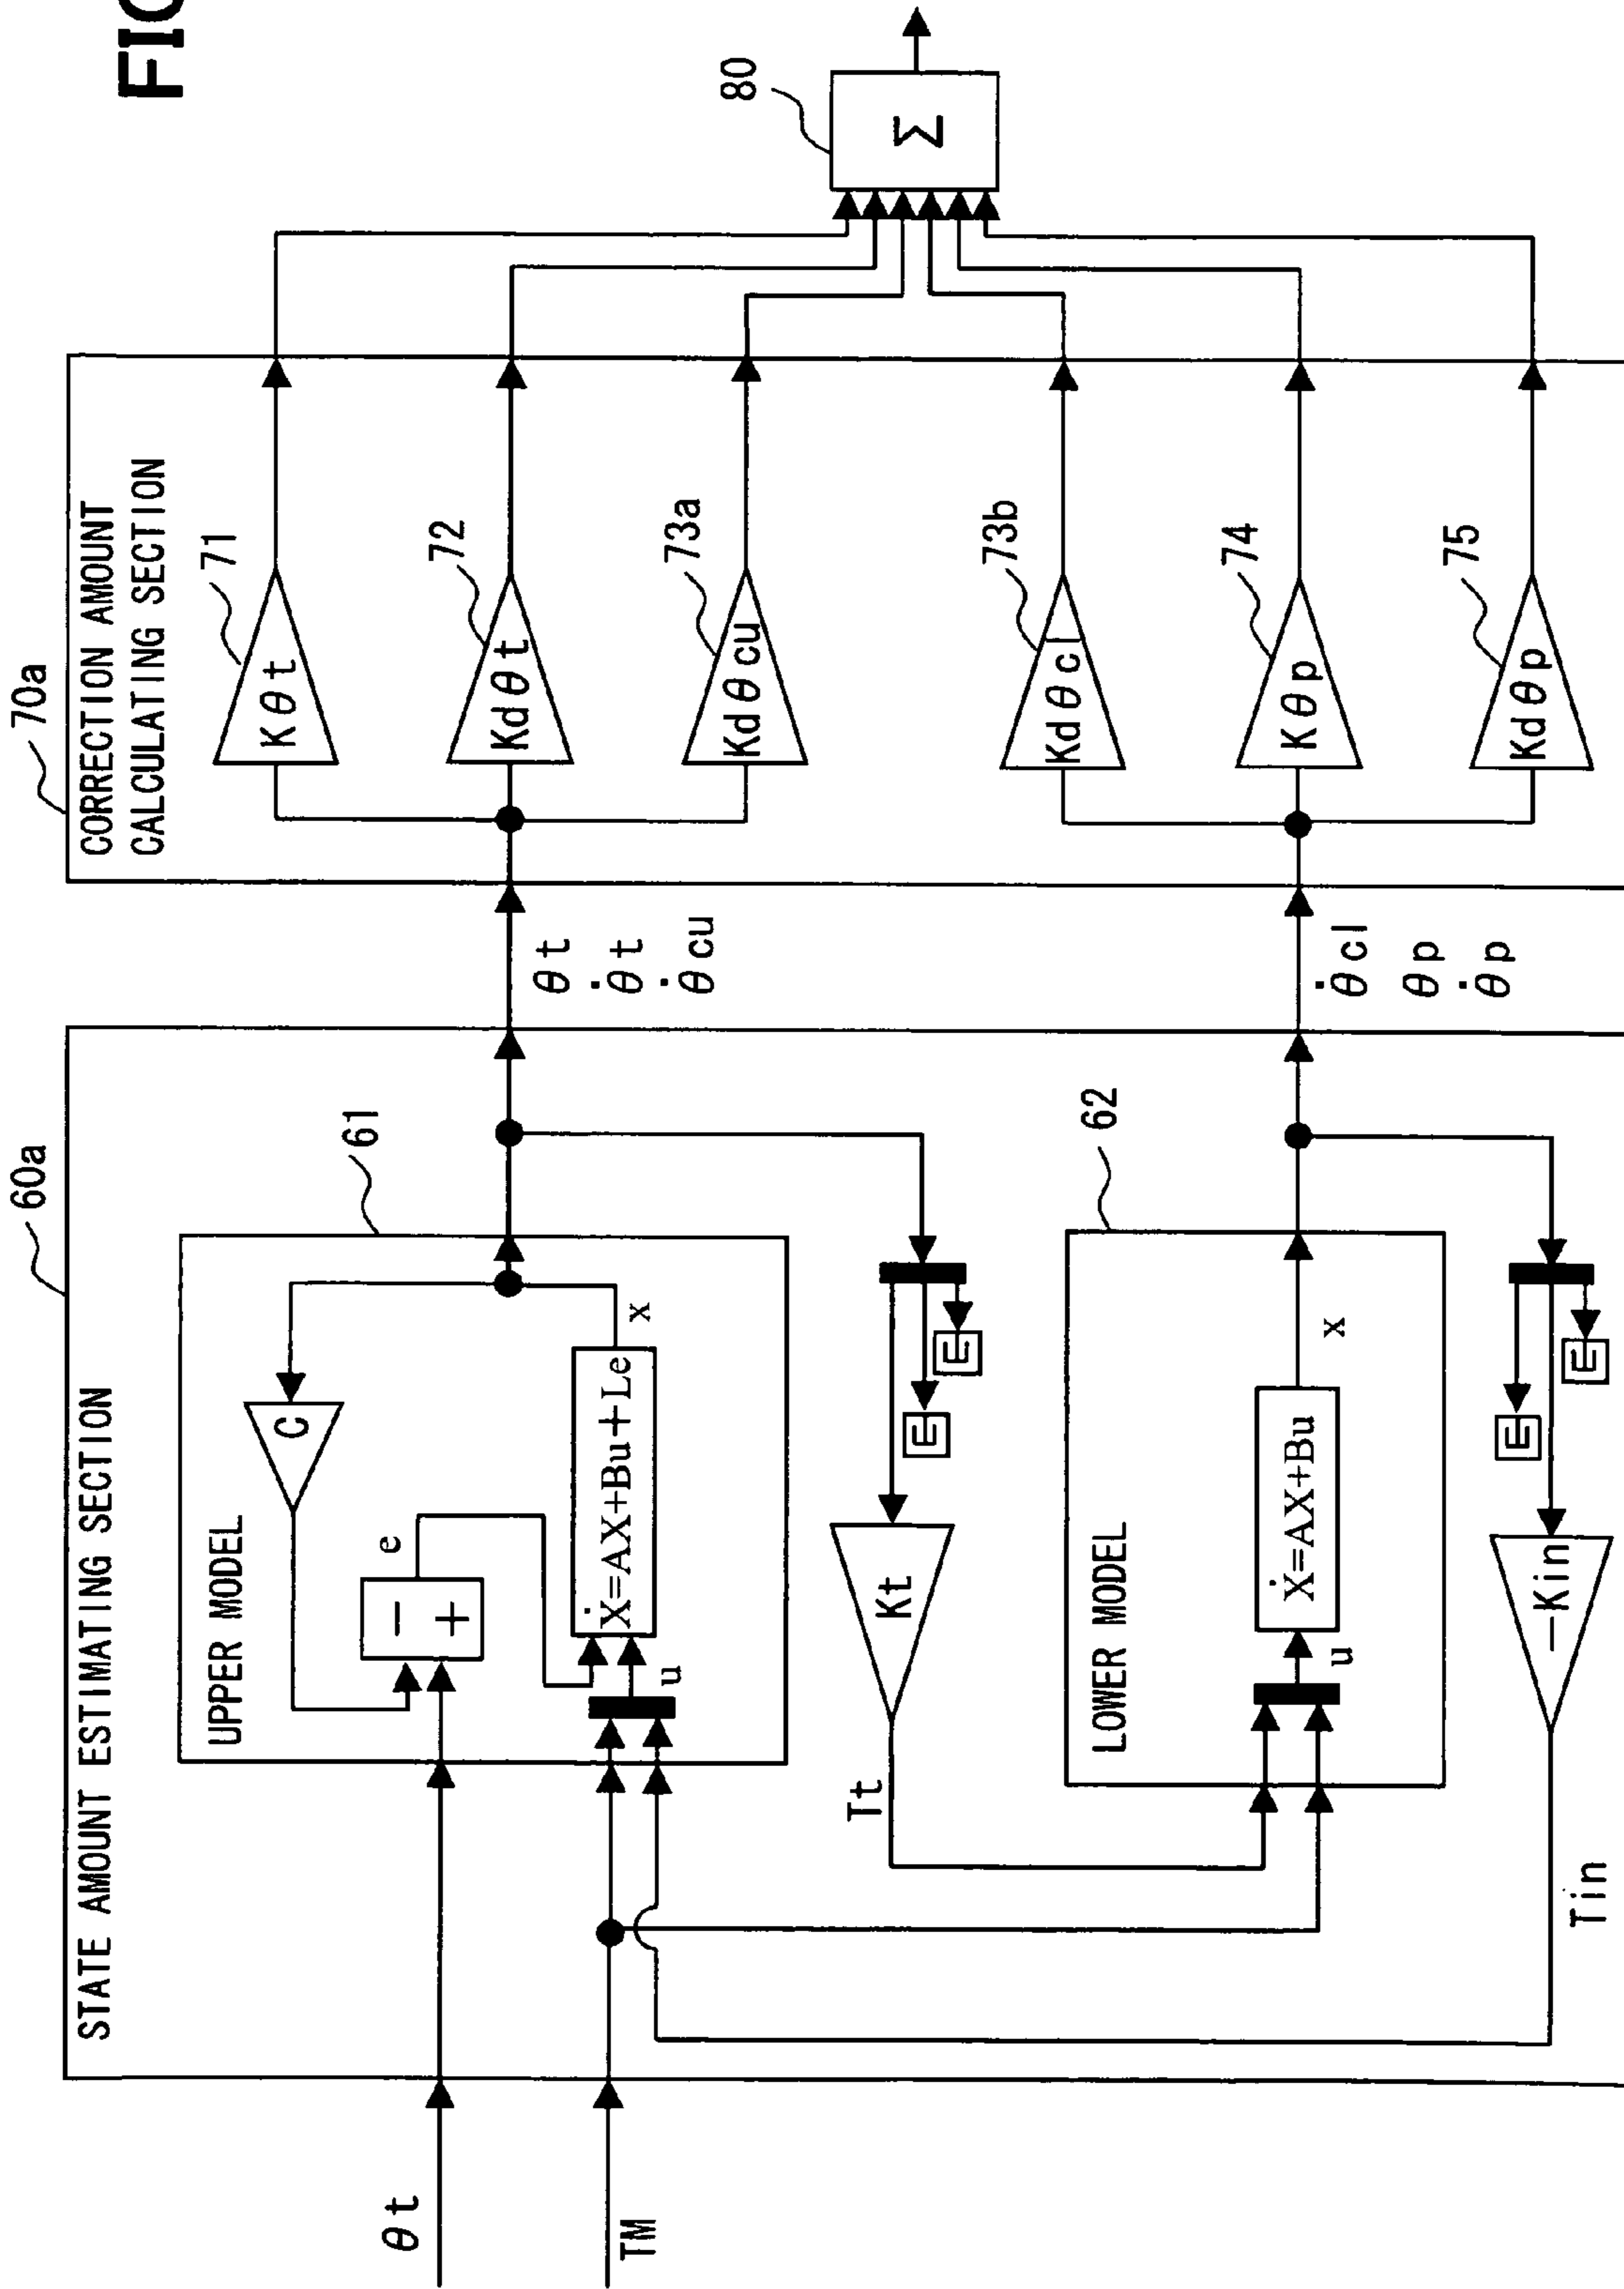 FIG
60a
STATE AMOUNT ESTIMATING SECTION
61
UPPER MODEL
C
e
−
+
Ẋ=AX+Bu+Le
x
u
θt
TM
Kt
Tt
E
E
62
LOWER MODEL
Ẋ=AX+Bu
x
u
E
E
−Kin
Tin
θt
θ̇t
θ̇cu
θ̇cl
θp
θ̇p
70a
CORRECTION AMOUNT
CALCULATING SECTION
71
Kθt
72
Kdθt
73a
Kdθcu
73b
Kdθcl
74
Kθp
75
Kdθp
80
Σ